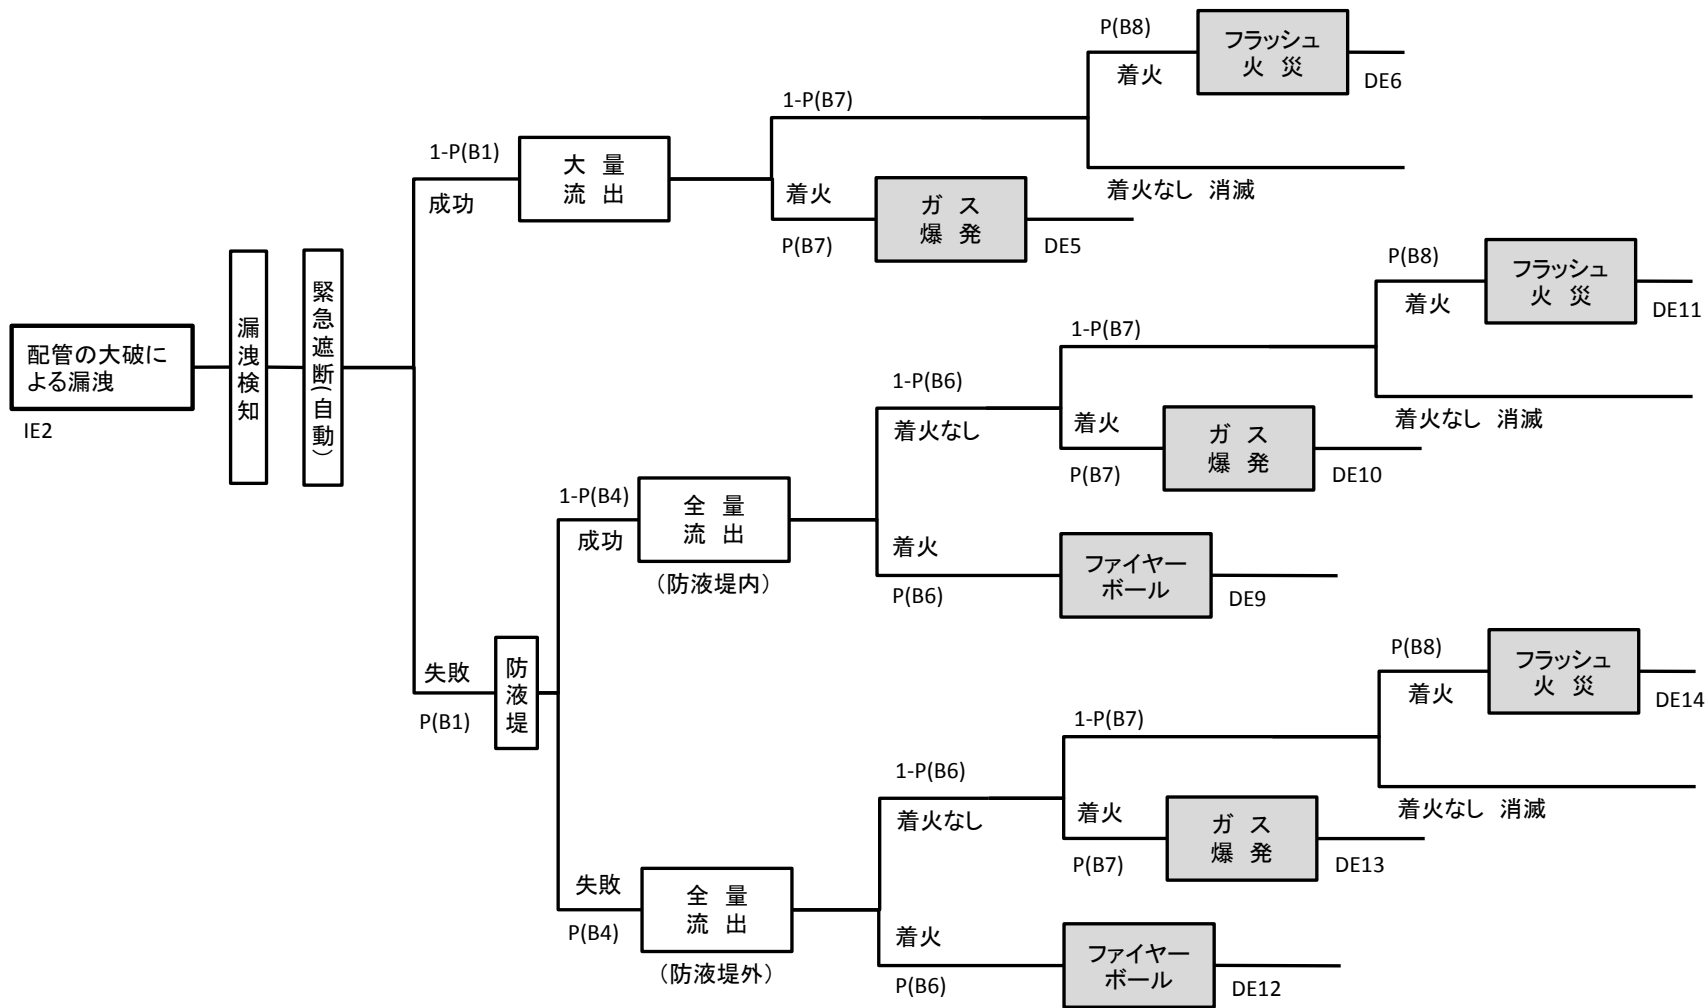 P(B8)
フラッシュ
火 災
着火
DE6
1-P(B7)
1-P(B1)
大 量
流 出
成功
着火
P(B7)
ガ ス
爆 発
DE5
着火なし 消滅
P(B8)
フラッシュ
火 災
着火
DE11
配管の大破に
よる漏洩
IE2
漏洩検知
緊急遮断(自動)
1-P(B7)
1-P(B6)
着火なし
着火
P(B7)
ガ ス
爆 発
DE10
着火なし 消滅
1-P(B4)
成功
全 量
流 出
(防液堤内)
着火
P(B6)
ファイヤー
ボール
DE9
失敗
P(B1)
防液堤
P(B8)
フラッシュ
火 災
着火
DE14
1-P(B7)
1-P(B6)
着火なし
着火
P(B7)
ガ ス
爆 発
DE13
着火なし 消滅
失敗
P(B4)
全 量
流 出
(防液堤外)
着火
P(B6)
ファイヤー
ボール
DE12